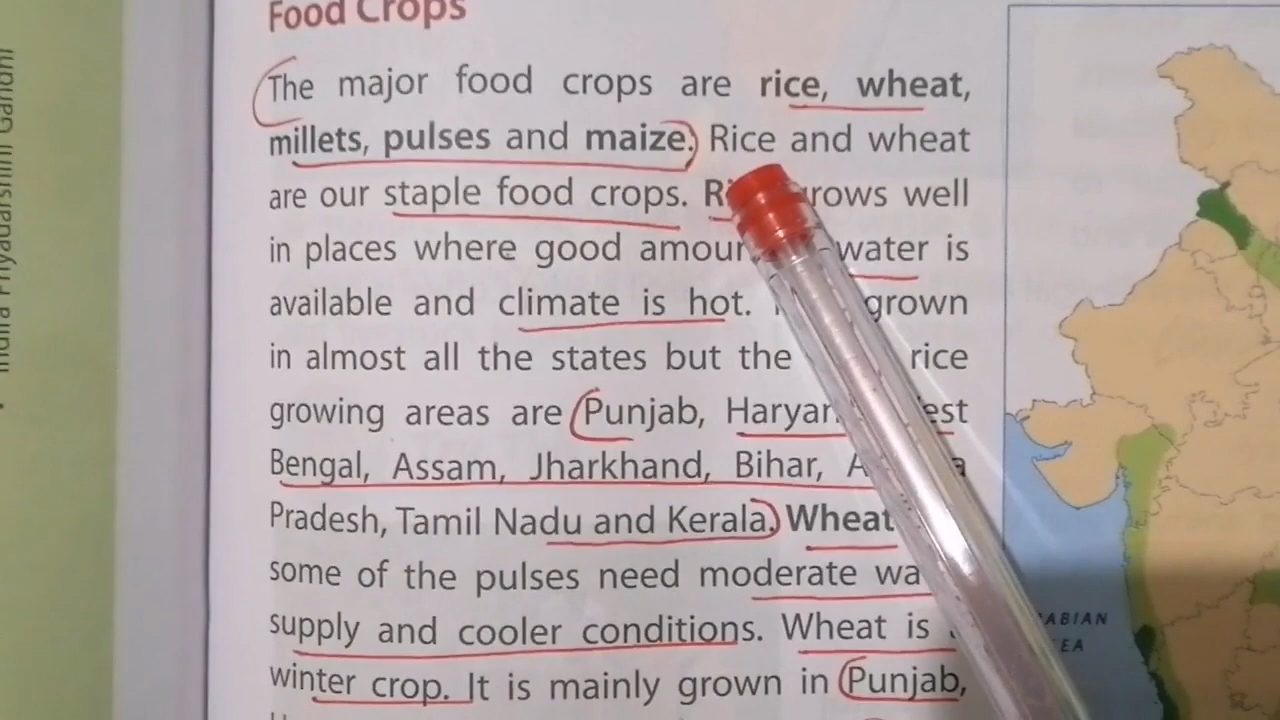 Indira Priyadarshini Gandhi
Food Crops
The major food crops are rice, wheat,
millets, pulses and maize. Rice and wheat
are our staple food crops. grows well
in places where good water is
available and climate is hot. grown
in almost all the states but the rice
growing areas are Punjab,
Bengal, Assam, Jharkhand, Bihar,
Pradesh, Tamil Nadu and Kerala. Wheat
some of the pulses need moderate
supply and cooler conditions. Wheat is
winter crop. It is mainly grown in Punjab,